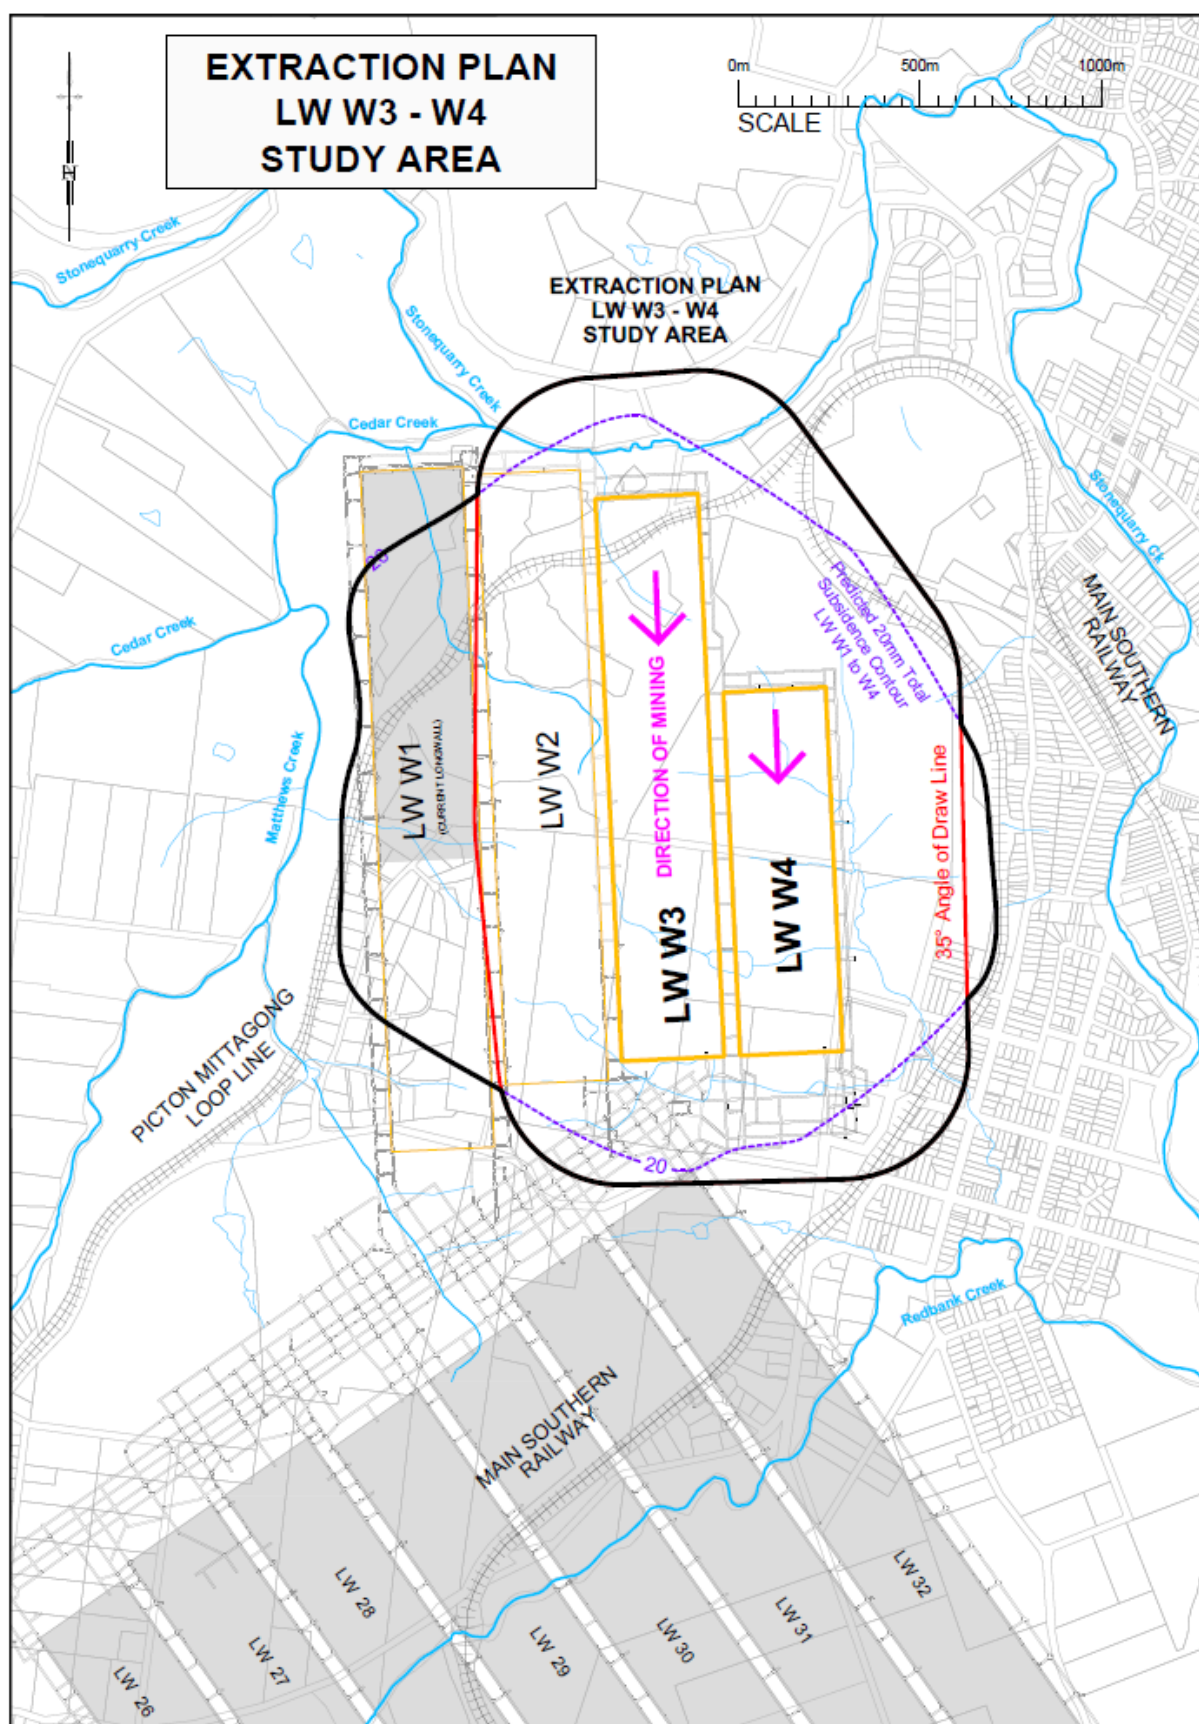 EXTRACTION PLAN
LW W3 - W4
STUDY AREA
0m 500m 1000m
SCALE
N
Stonequarry Creek
EXTRACTION PLAN
LW W3 - W4
STUDY AREA
Stonequarry Creek
Cedar Creek
Stonequarry Ck
20
Predicted 20mm Total
Subsidence Contour
LW W1 to W4
MAIN SOUTHERN
RAILWAY
Cedar Creek
Matthews Creek
LW W1
(CURRENT LONGWALL)
LW W2
DIRECTION OF MINING
LW W3
LW W4
35° Angle of Draw Line
PICTON MITTAGONG
LOOP LINE
20
Redbank Creek
MAIN SOUTHERN
RAILWAY
LW 26
LW 27
LW 28
LW 29
LW 30
LW 31
LW 32